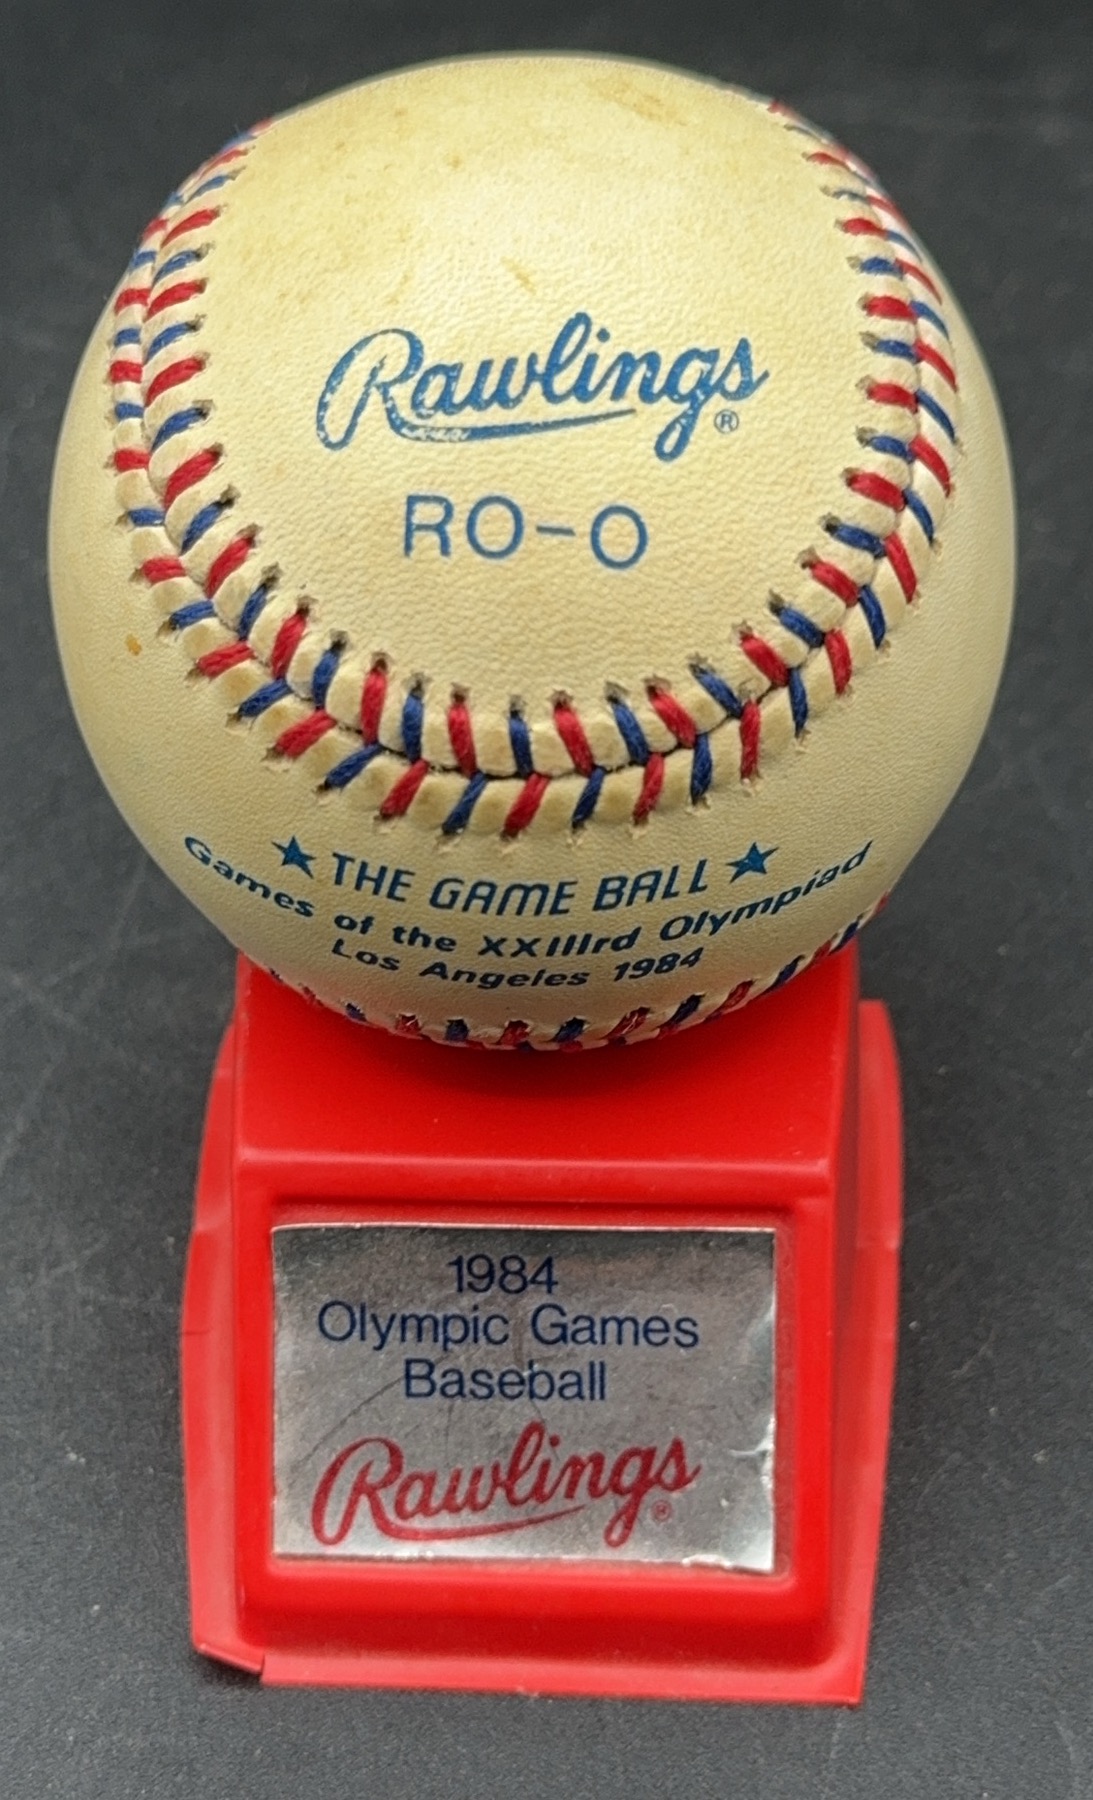 Rawlings®
RO-O
★ THE GAME BALL ★
Games of the XXIIIrd Olympiad
Los Angeles 1984
1984
Olympic Games
Baseball
Rawlings®